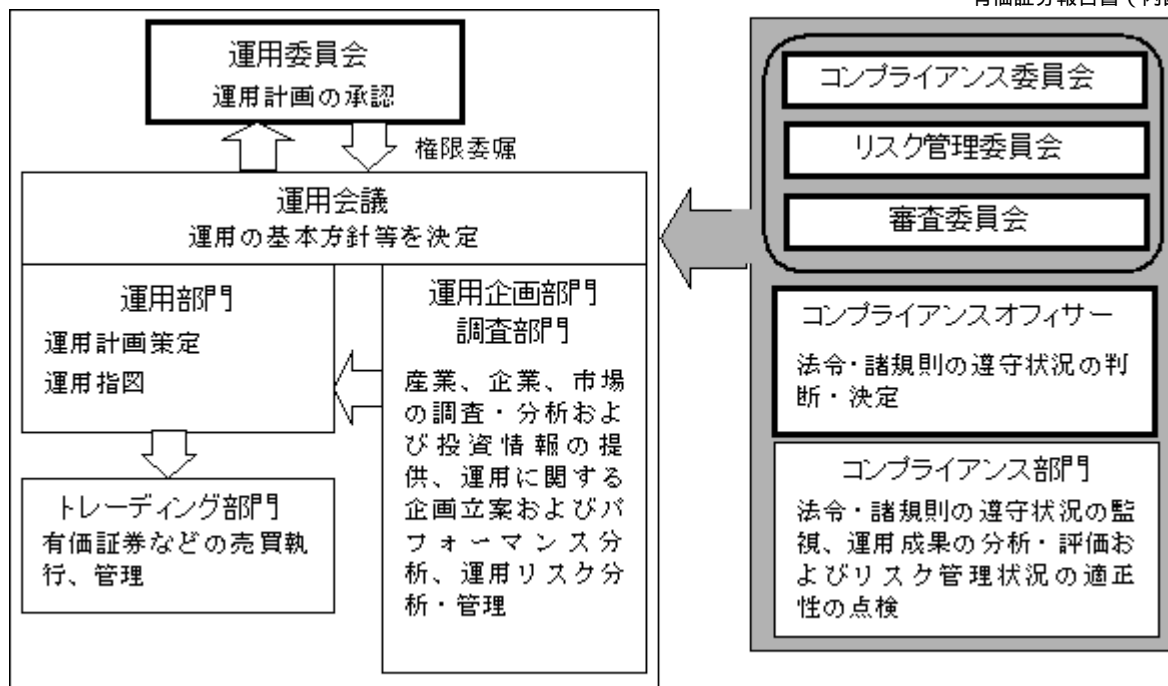 有価証券報告書（内国
運用委員会
運用計画の承認
権限委嘱
運用会議
運用の基本方針等を決定
運用部門
運用計画策定
運用指図
運用企画部門
調査部門
産業、企業、市場
の調査・分析およ
び投資情報の提
供、運用に関する
企画立案およびパ
フォーマンス分
析、運用リスク分
析・管理
トレーディング部門
有価証券などの売買執
行、管理
コンプライアンス委員会
リスク管理委員会
審査委員会
コンプライアンスオフィサー
法令・諸規則の遵守状況の判
断・決定
コンプライアンス部門
法令・諸規則の遵守状況の監
視、運用成果の分析・評価お
よびリスク管理状況の適正
性の点検